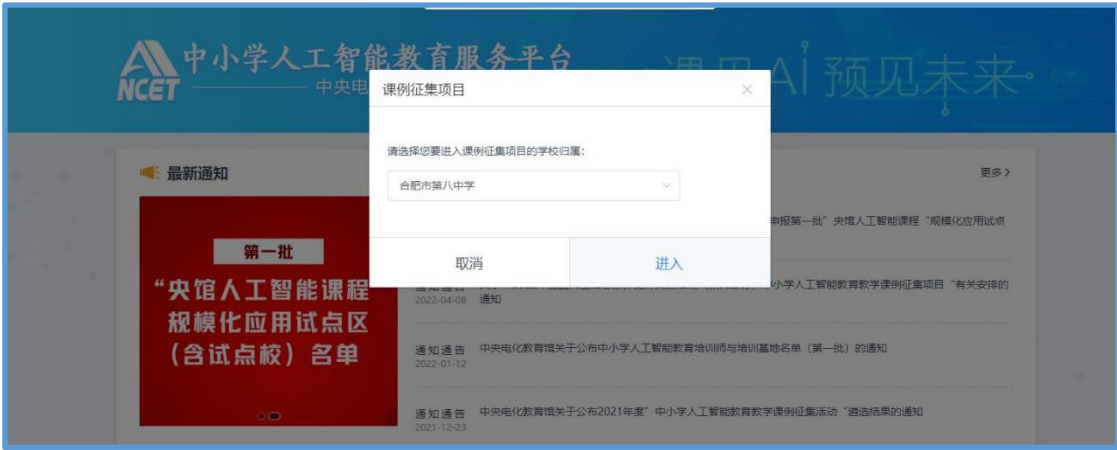 中小学人工智能教育服务平台
NCET
中央电
AI 预见未来
课例征集项目
请选择您要进入课例征集项目的学校归属：
合肥市第八中学
取消
进入
最新通知
更多
第一批
“央馆人工智能课程
规模化应用试点区
（含试点校）名单
申报第一批”央馆人工智能课程“规模化应用试点
2022-04-08
小学人工智能教育教学课例征集项目“有关安排的
通知
通知通告
中央电化教育馆关于公布中小学人工智能教育培训师与培训基地名单（第一批）的通知
2022-01-12
通知通告
中央电化教育馆关于公布2021年度”中小学人工智能教育教学课例征集活动“遴选结果的通知
2021-12-23